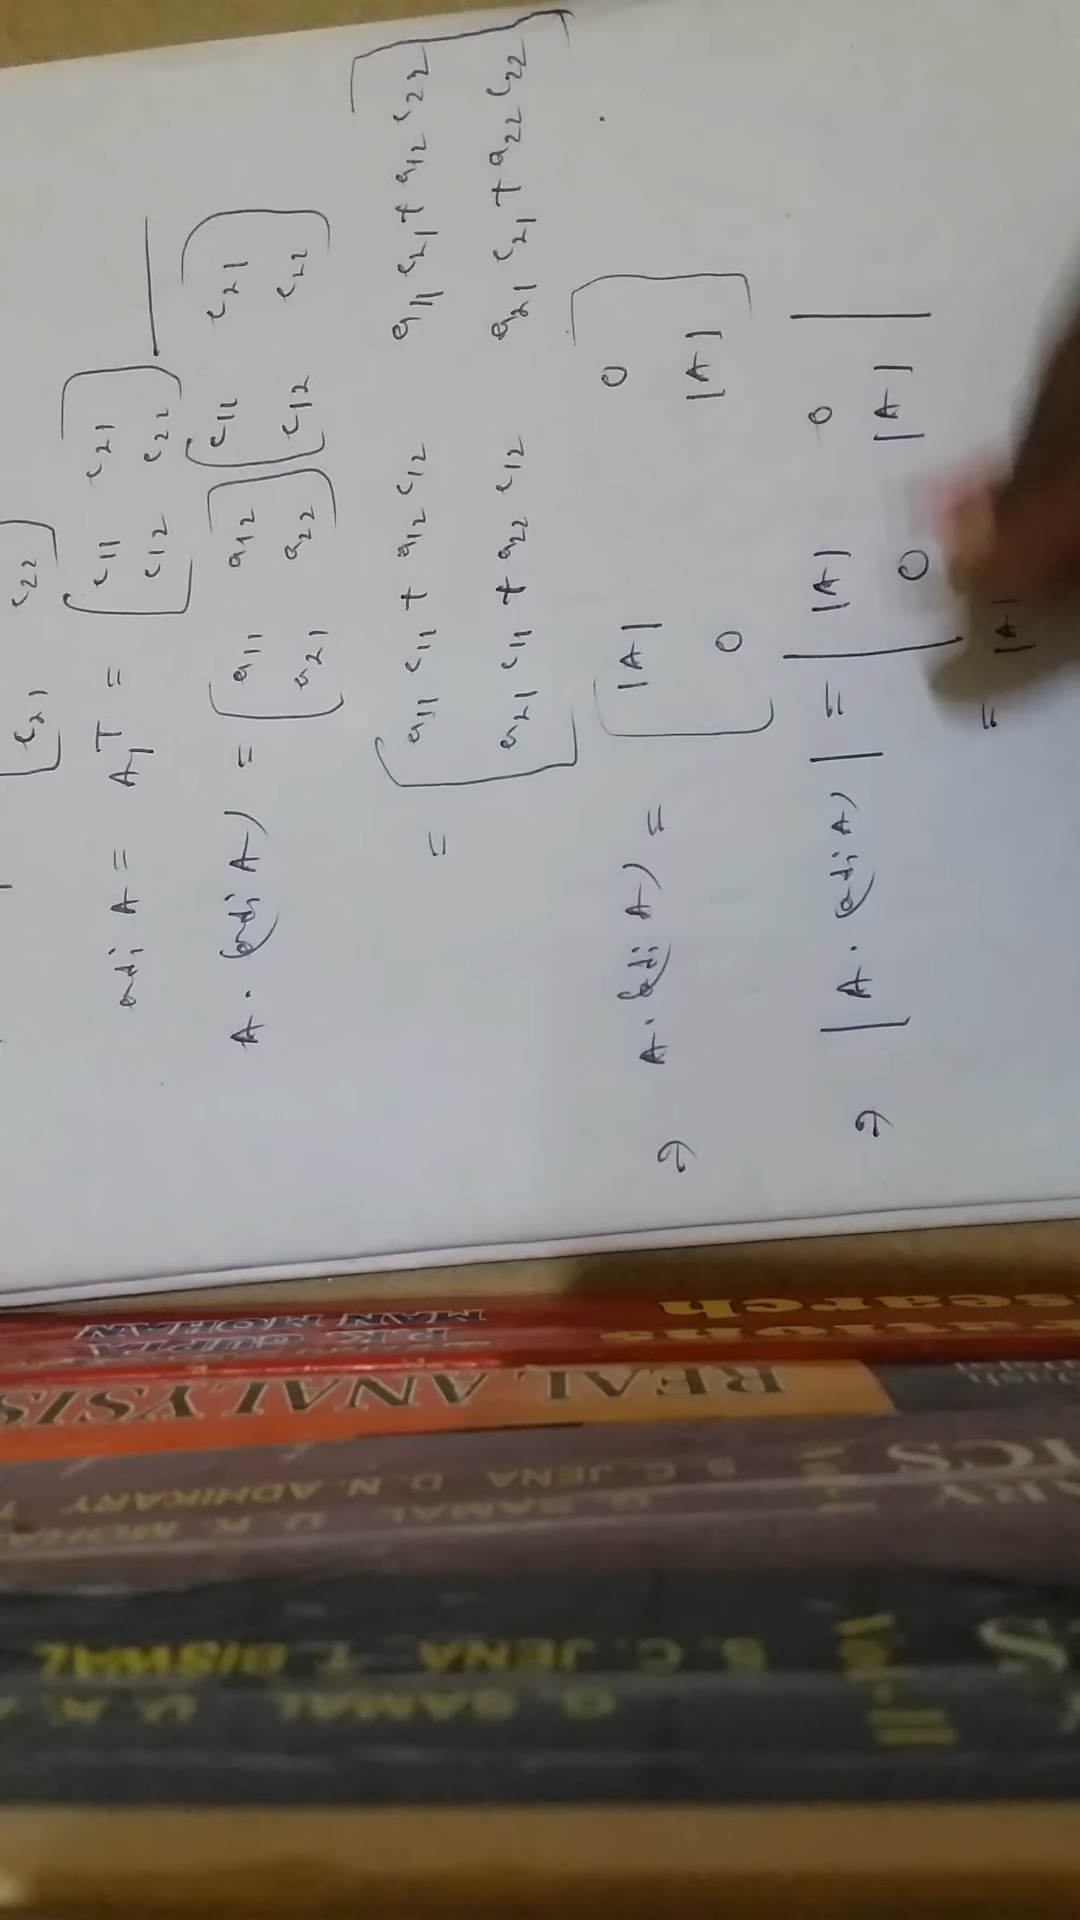 c21 c22
adj A = A1T = [c11 c21
c12 c22]
A. (adj A) = [a11 a12
a21 a22] [c11 c21
c12 c22]
= [a11 c11 + a12 c12 a11 c21 + a12 c22
a21 c11 + a22 c12 a21 c21 + a22 c22]
A. (adj A) = [|A| 0
0 |A|]
|A. (adj A)| = | |A| 0
0 |A| |
= |A|
MAN MOHAN
P.K. GUPTA
REAL ANALYSIS
S. C. JENA D. N. ADHIKARY
G. SAMAL U. K.
S. C. JENA T. BISWAL
G. SAMAL U. K.